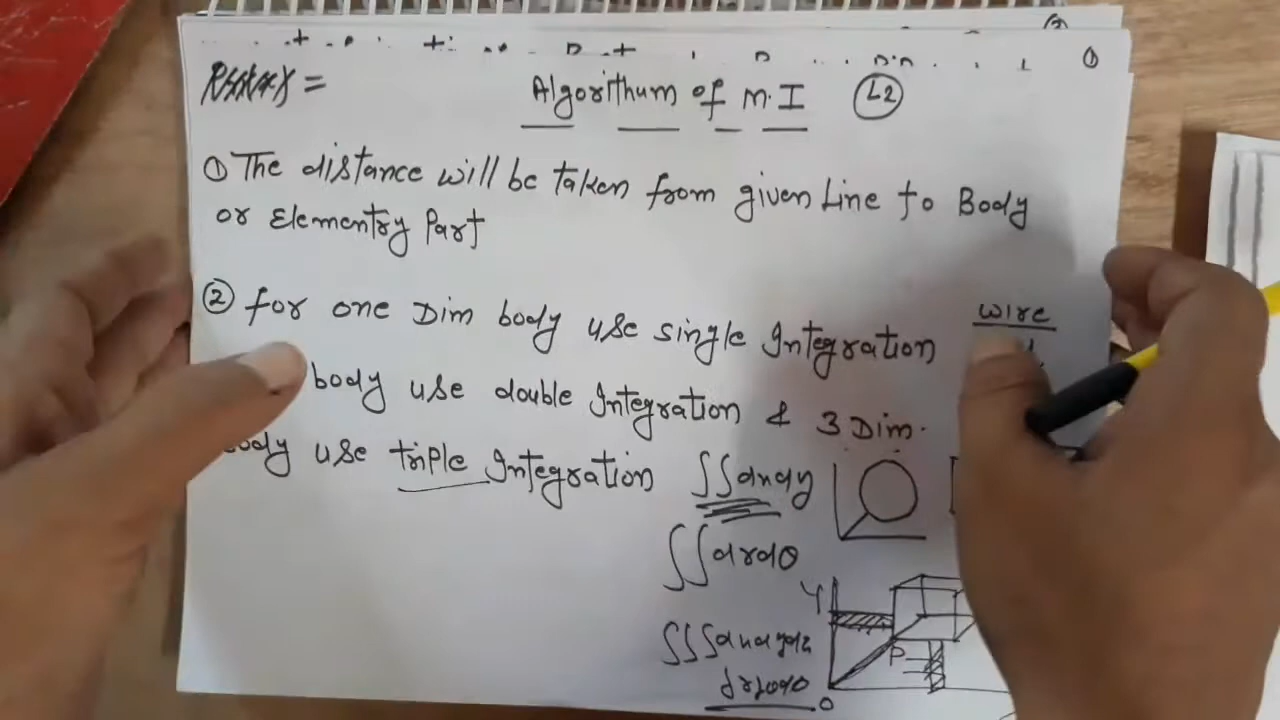 ①
Algorithum of M.I L2
① The distance will be taken from given Line to Body
or Elementry Part
② for one Dim body use single Integration wire
body use double Integration & 3 Dim.
body use triple Integration ∫∫dxdy
∫∫drdθ
Y
∫∫∫dxdydz
P
O